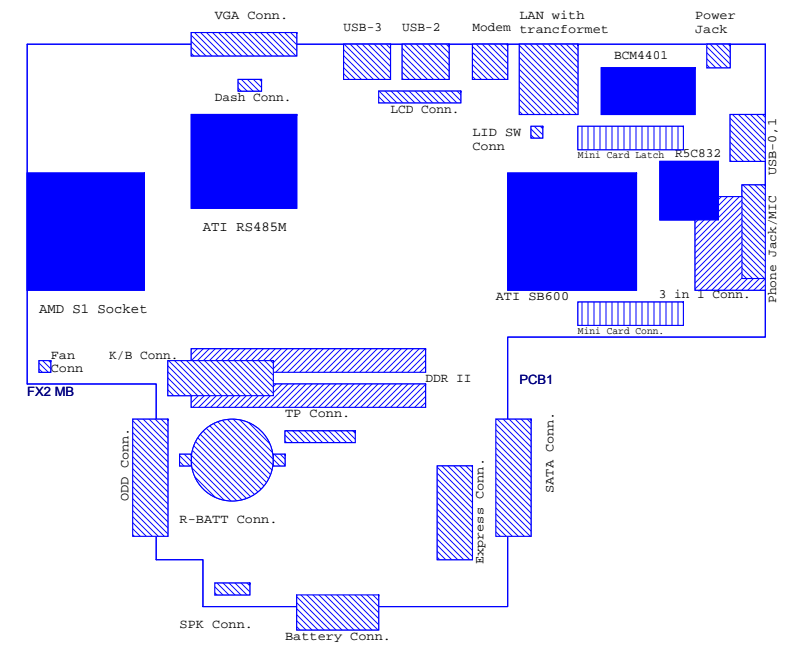 VGA Conn.
USB-3
USB-2
Modem
LAN with
trancformet
Power
Jack
BCM4401
Dash Conn.
LCD Conn.
LID SW
Conn
Mini Card Latch
R5C832
USB-0,1
ATI RS485M
Phone Jack/MIC
AMD S1 Socket
ATI SB600
3 in 1 Conn.
Mini Card Conn.
Fan
Conn
K/B Conn.
DDR II
PCB1
FX2 MB
TP Conn.
ODD Conn.
SATA Conn.
Express Conn.
R-BATT Conn.
SPK Conn.
Battery Conn.